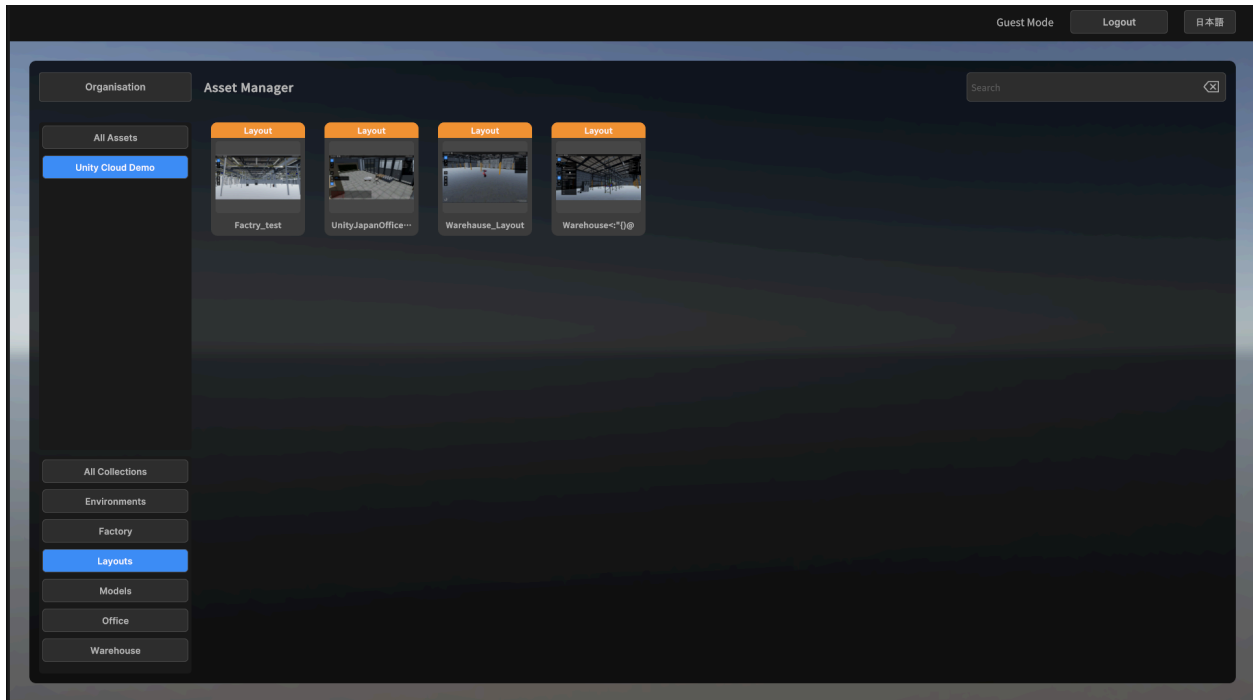 Guest Mode
Logout
日本語
Organisation
Asset Manager
Search
All Assets
Unity Cloud Demo
Layout
Layout
Layout
Layout
Factry_test
UnityJapanOffice···
Warehause_Layout
Warehouse<:"{}@
All Collections
Environments
Factory
Layouts
Models
Office
Warehouse